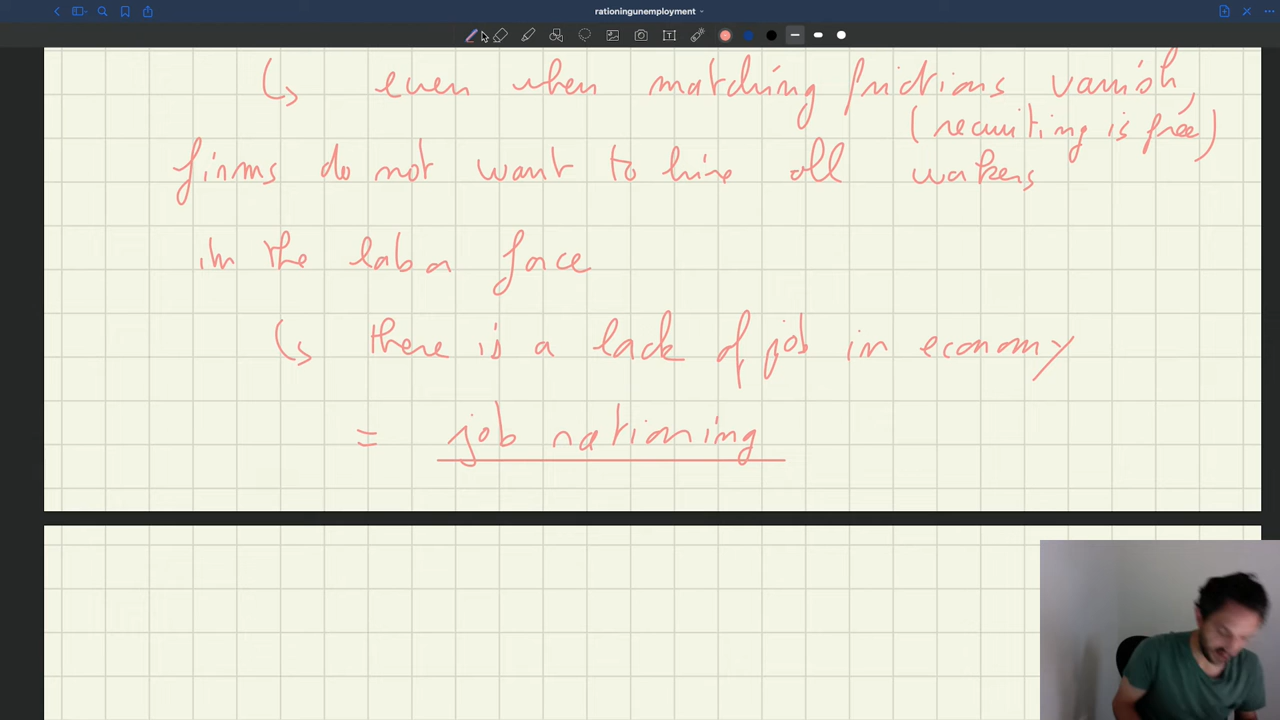 rationingunemployment
↳ even when matching frictions vanish,
(recruiting is free)
firms do not want to hire all workers
in the labor force
↳ there is a lack of job in economy
= job rationing